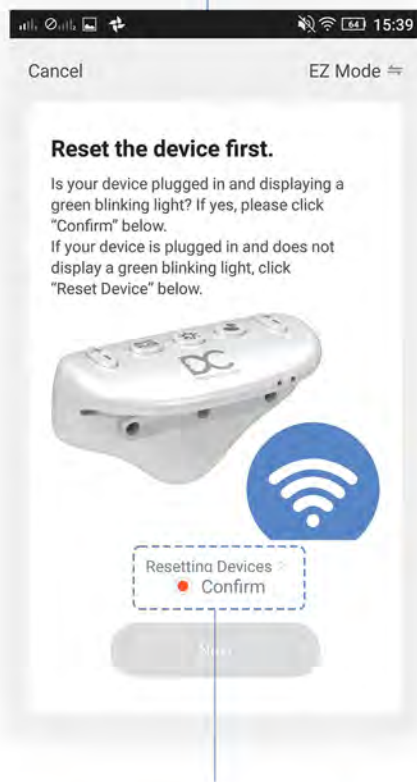 64 15:39
Cancel EZ Mode
Reset the device first.
Is your device plugged in and displaying a
green blinking light? If yes, please click
“Confirm” below.
If your device is plugged in and does not
display a green blinking light, click
“Reset Device” below.
DC
Resetting Devices
Confirm
Next